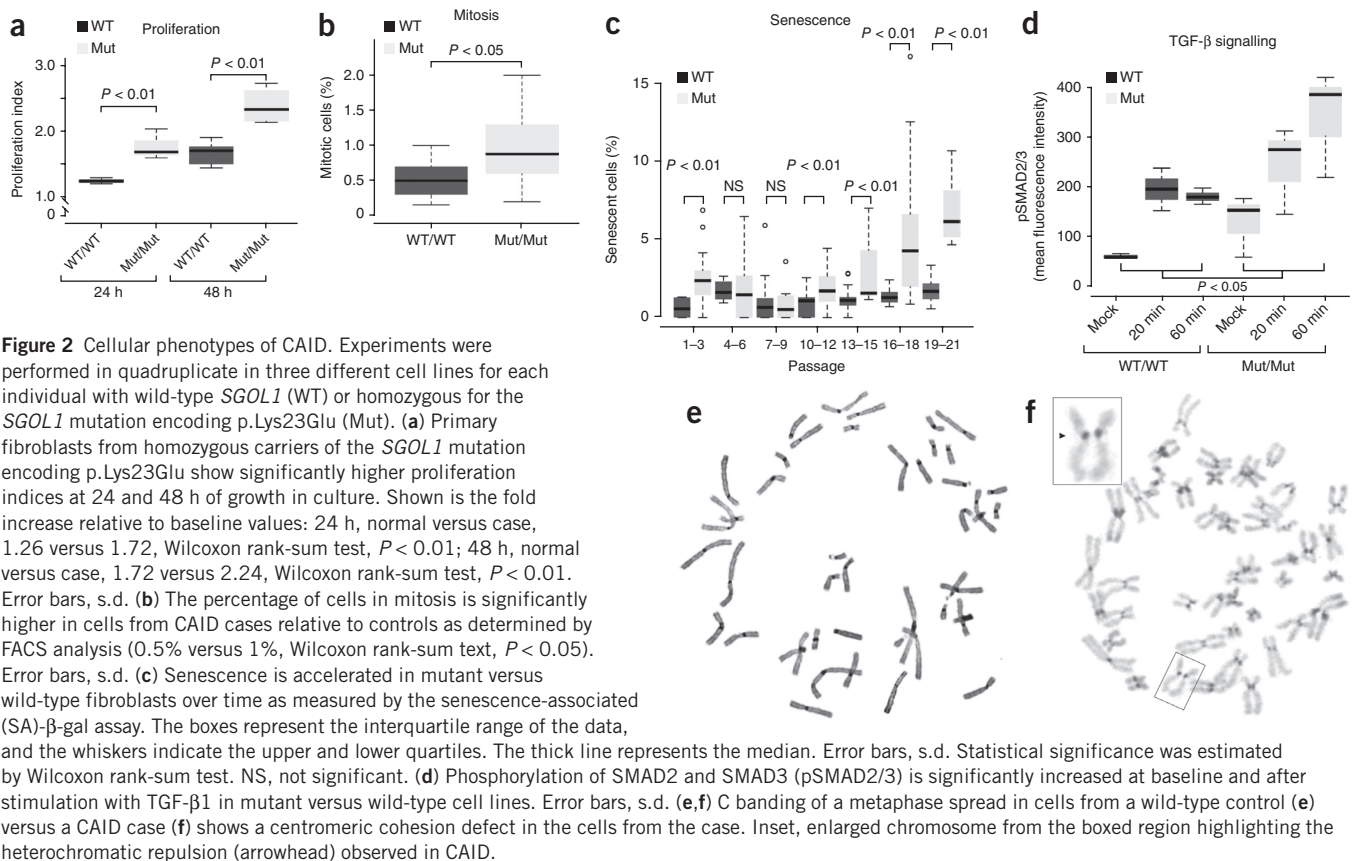 a
WT
Mut
Proliferation
P < 0.01
P < 0.01
Proliferation index
3.0
2.0
1.0
0
WT/WT
Mut/Mut
WT/WT
Mut/Mut
24 h
48 h
b
WT
Mut
Mitosis
P < 0.05
Mitotic cells (%)
2.0
1.5
1.0
0.5
0
WT/WT
Mut/Mut
c
Senescence
P < 0.01
P < 0.01
WT
Mut
Senescent cells (%)
15
10
5
0
P < 0.01
NS
NS
P < 0.01
P < 0.01
1–3
4–6
7–9
10–12
13–15
16–18
19–21
Passage
d
TGF-β signalling
WT
Mut
pSMAD2/3
(mean fluorescence intensity)
400
300
200
100
0
P < 0.05
Mock
20 min
60 min
Mock
20 min
60 min
WT/WT
Mut/Mut
e
f
Figure 2 Cellular phenotypes of CAID. Experiments were
performed in quadruplicate in three different cell lines for each
individual with wild-type SGOL1 (WT) or homozygous for the
SGOL1 mutation encoding p.Lys23Glu (Mut). (a) Primary
fibroblasts from homozygous carriers of the SGOL1 mutation
encoding p.Lys23Glu show significantly higher proliferation
indices at 24 and 48 h of growth in culture. Shown is the fold
increase relative to baseline values: 24 h, normal versus case,
1.26 versus 1.72, Wilcoxon rank-sum test, P < 0.01; 48 h, normal
versus case, 1.72 versus 2.24, Wilcoxon rank-sum test, P < 0.01.
Error bars, s.d. (b) The percentage of cells in mitosis is significantly
higher in cells from CAID cases relative to controls as determined by
FACS analysis (0.5% versus 1%, Wilcoxon rank-sum text, P < 0.05).
Error bars, s.d. (c) Senescence is accelerated in mutant versus
wild-type fibroblasts over time as measured by the senescence-associated
(SA)-β-gal assay. The boxes represent the interquartile range of the data,
and the whiskers indicate the upper and lower quartiles. The thick line represents the median. Error bars, s.d. Statistical significance was estimated
by Wilcoxon rank-sum test. NS, not significant. (d) Phosphorylation of SMAD2 and SMAD3 (pSMAD2/3) is significantly increased at baseline and after
stimulation with TGF-β1 in mutant versus wild-type cell lines. Error bars, s.d. (e,f) C banding of a metaphase spread in cells from a wild-type control (e)
versus a CAID case (f) shows a centromeric cohesion defect in the cells from the case. Inset, enlarged chromosome from the boxed region highlighting the
heterochromatic repulsion (arrowhead) observed in CAID.